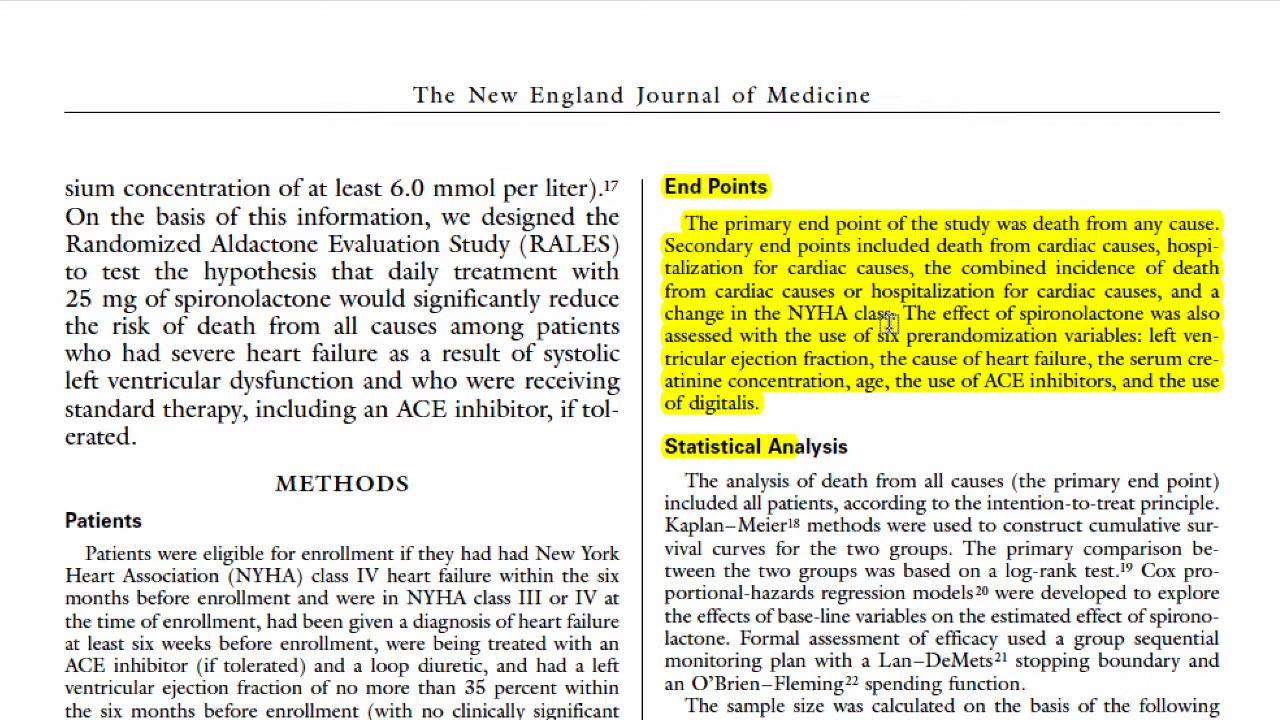 The New England Journal of Medicine
sium concentration of at least 6.0 mmol per liter).17
On the basis of this information, we designed the
Randomized Aldactone Evaluation Study (RALES)
to test the hypothesis that daily treatment with
25 mg of spironolactone would significantly reduce
the risk of death from all causes among patients
who had severe heart failure as a result of systolic
left ventricular dysfunction and who were receiving
standard therapy, including an ACE inhibitor, if tol-
erated.
METHODS
Patients
Patients were eligible for enrollment if they had had New York
Heart Association (NYHA) class IV heart failure within the six
months before enrollment and were in NYHA class III or IV at
the time of enrollment, had been given a diagnosis of heart failure
at least six weeks before enrollment, were being treated with an
ACE inhibitor (if tolerated) and a loop diuretic, and had a left
ventricular ejection fraction of no more than 35 percent within
the six months before enrollment (with no clinically significant
End Points
The primary end point of the study was death from any cause.
Secondary end points included death from cardiac causes, hospi-
talization for cardiac causes, the combined incidence of death
from cardiac causes or hospitalization for cardiac causes, and a
change in the NYHA class. The effect of spironolactone was also
assessed with the use of six prerandomization variables: left ven-
tricular ejection fraction, the cause of heart failure, the serum cre-
atinine concentration, age, the use of ACE inhibitors, and the use
of digitalis.
Statistical Analysis
The analysis of death from all causes (the primary end point)
included all patients, according to the intention-to-treat principle.
Kaplan–Meier18 methods were used to construct cumulative sur-
vival curves for the two groups. The primary comparison be-
tween the two groups was based on a log-rank test.19 Cox pro-
portional-hazards regression models20 were developed to explore
the effects of base-line variables on the estimated effect of spirono-
lactone. Formal assessment of efficacy used a group sequential
monitoring plan with a Lan–DeMets21 stopping boundary and
an O'Brien–Fleming22 spending function.
The sample size was calculated on the basis of the following